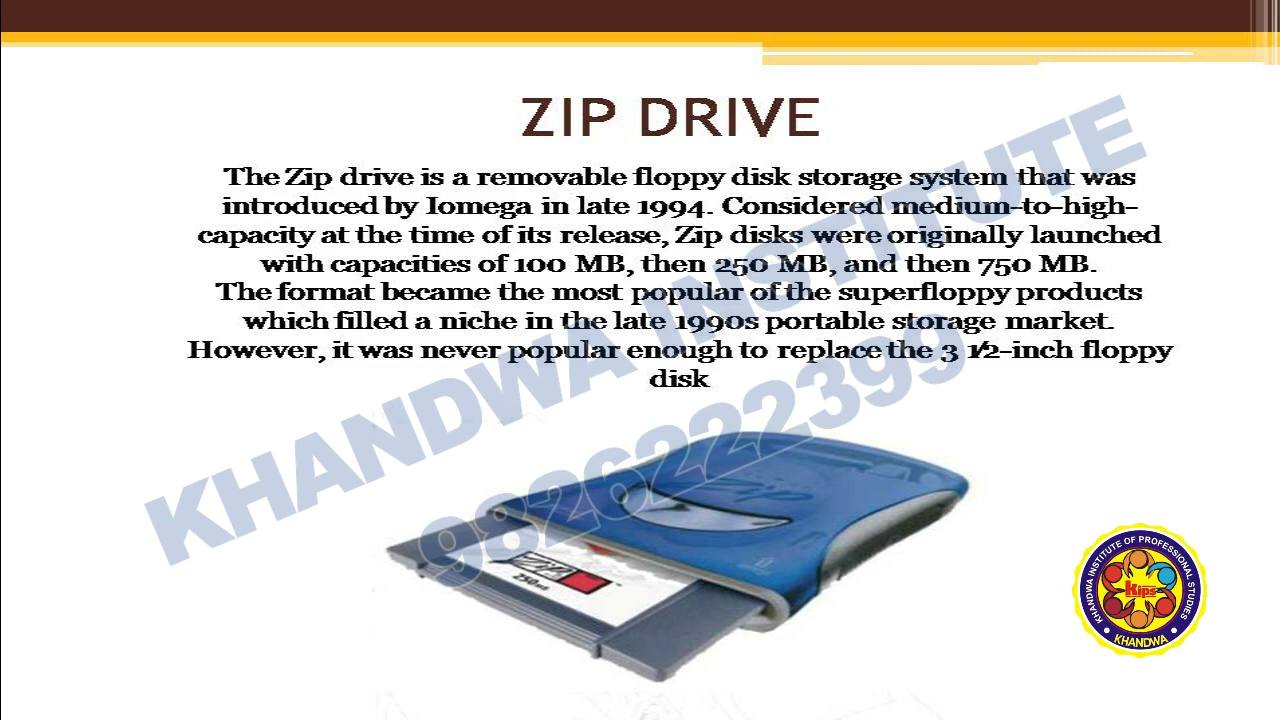 ZIP DRIVE
The Zip drive is a removable floppy disk storage system that was
introduced by Iomega in late 1994. Considered medium-to-high-
capacity at the time of its release, Zip disks were originally launched
with capacities of 100 MB, then 250 MB, and then 750 MB.
The format became the most popular of the superfloppy products
which filled a niche in the late 1990s portable storage market.
However, it was never popular enough to replace the 3 1⁄2-inch floppy
disk
KHANDWA INSTITUTE
9826222399
Zip
Zip™
250MB
KHANDWA INSTITUTE OF PROFESSIONAL STUDIES
Kips
KHANDWA